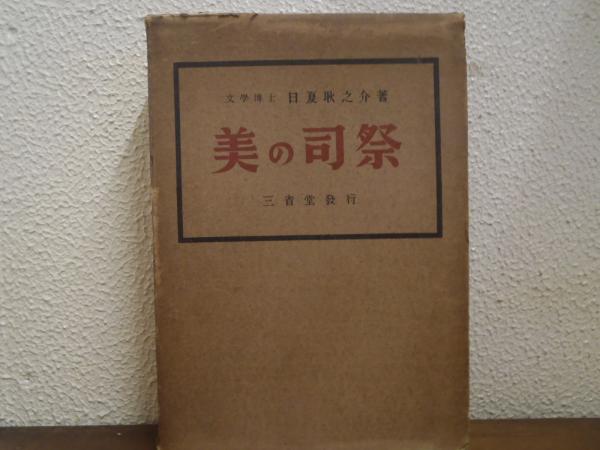 文學博士 日夏耿之介著
美の司祭
三省堂發行